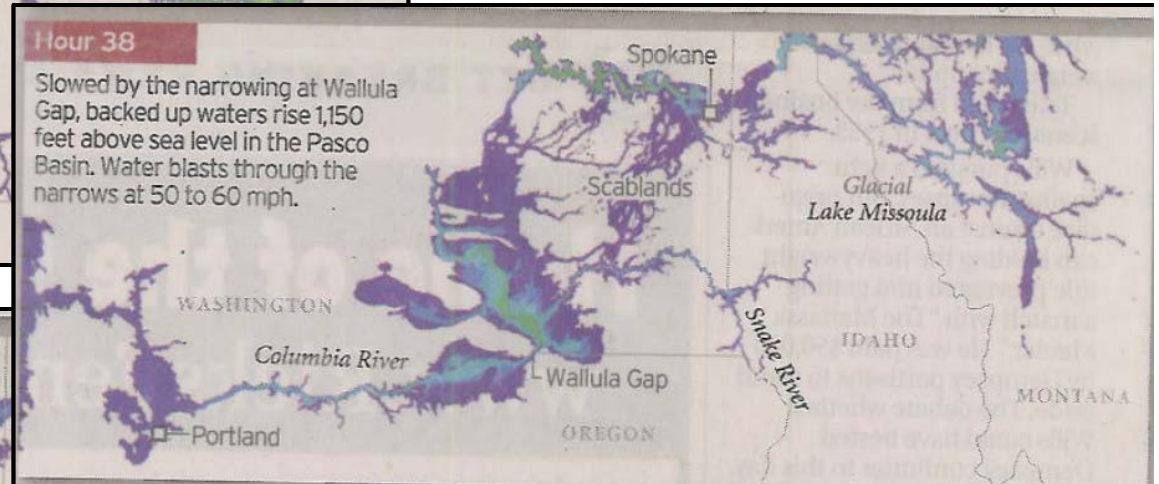 Hour 38
Slowed by the narrowing at Wallula
Gap, backed up waters rise 1,150
feet above sea level in the Pasco
Basin. Water blasts through the
narrows at 50 to 60 mph.
Spokane
Scablands
Glacial
Lake Missoula
WASHINGTON
Columbia River
Snake River
IDAHO
Wallula Gap
MONTANA
Portland
OREGON